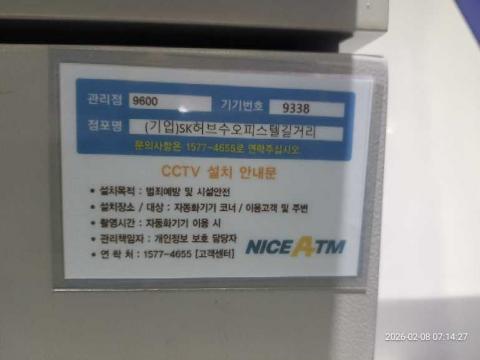 관리점 9600 기기번호 9338
점포명 (기업)SK허브수오피스텔길거리
문의사항은 1577-4655로 연락주십시오
CCTV 설치 안내문
• 설치목적 : 범죄예방 및 시설안전
• 설치장소 / 대상 : 자동화기기 코너 / 이용고객 및 주변
• 촬영시간 : 자동화기기 이용 시
• 관리책임자 : 개인정보 보호 담당자
• 연 락 처 : 1577-4655 [고객센터]
NICE ATM
2026-02-08 07:14:27